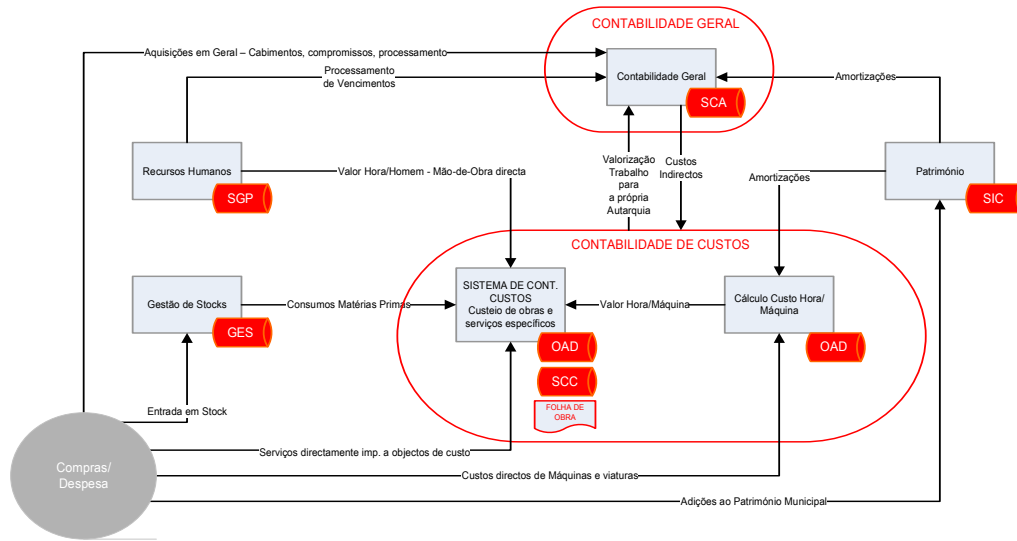 CONTABILIDADE GERAL
Aquisições em Geral – Cabimentos, compromissos, processamento
Processamento
de Vencimentos
Contabilidade Geral
SCA
Amortizações
Recursos Humanos
SGP
Valor Hora/Homem - Mão-de-Obra directa
Valorização
Trabalho
para
a própria
Autarquia
Custos
Indirectos
Amortizações
Património
SIC
CONTABILIDADE DE CUSTOS
Gestão de Stocks
GES
Consumos Matérias Primas
SISTEMA DE CONT.
CUSTOS
Custeio de obras e
serviços específicos
OAD
SCC
FOLHA DE
OBRA
Valor Hora/Máquina
Cálculo Custo Hora/
Máquina
OAD
Entrada em Stock
Compras/
Despesa
Serviços directamente imp. a objectos de custo
Custos directos de Máquinas e viaturas
Adições ao Património Municipal